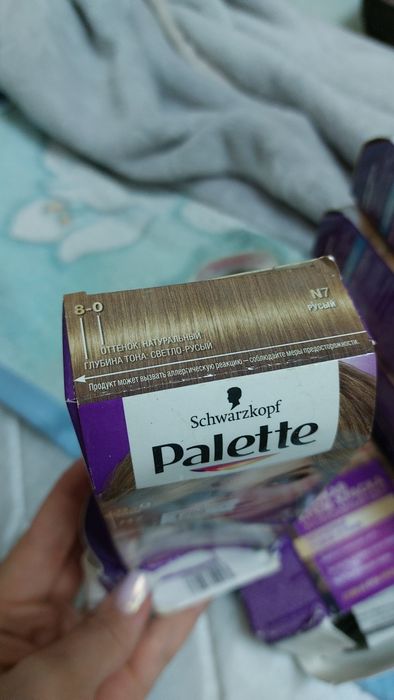 8-0
N7
РУСЫЙ
ОТТЕНОК: НАТУРАЛЬНЫЙ
ГЛУБИНА ТОНА: СВЕТЛО-РУСЫЙ
Продукт может вызвать аллергическую реакцию – соблюдайте меры предосторожности.
Schwarzkopf
Palette